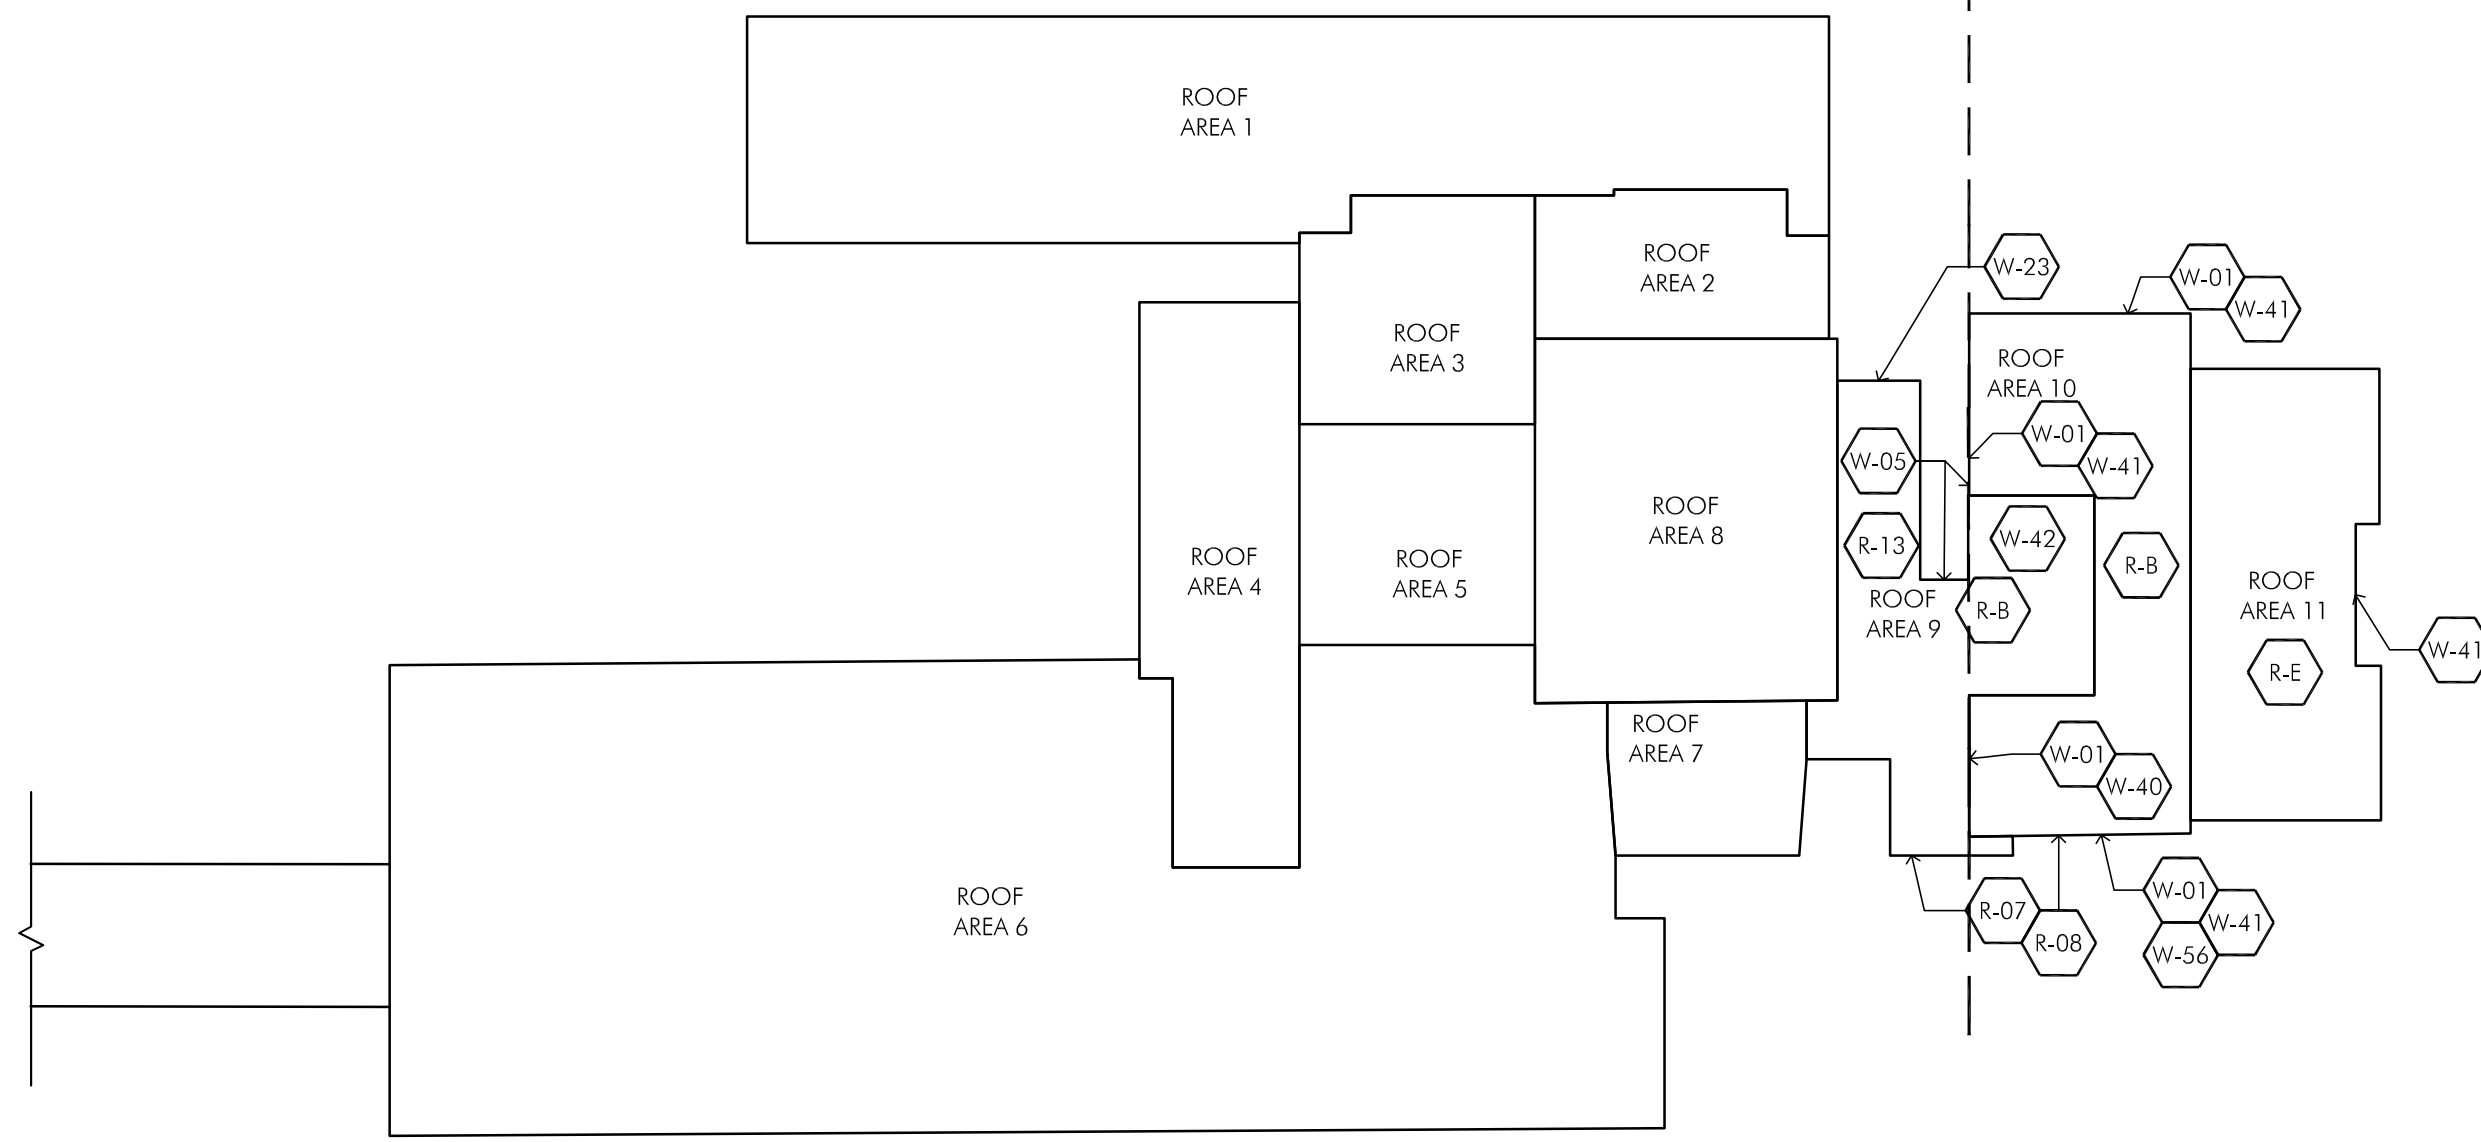 ROOF
AREA 1
ROOF
AREA 2
W-23
W-01
W-41
ROOF
AREA 3
ROOF
AREA 10
W-01
W-41
W-05
ROOF
AREA 8
R-13
W-42
R-B
ROOF
AREA 4
ROOF
AREA 5
ROOF
AREA 9
R-B
ROOF
AREA 11
R-E
W-41
ROOF
AREA 7
W-01
W-40
ROOF
AREA 6
R-07
R-08
W-01
W-41
W-56